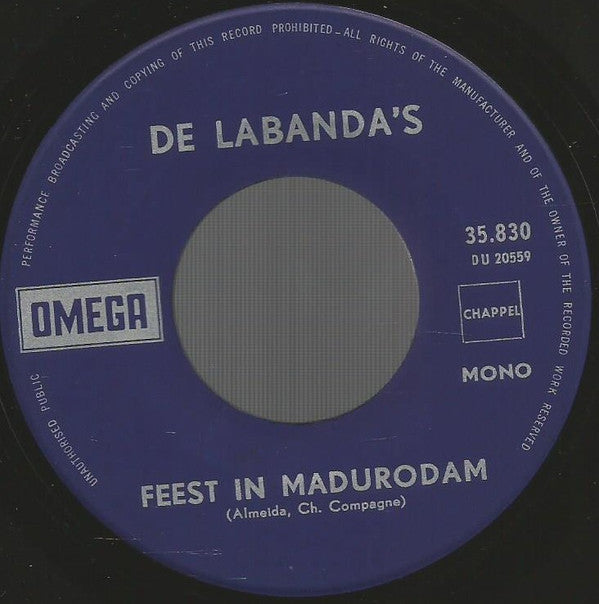 UNAUTHORISED PUBLIC PERFORMANCE BROADCASTING AND COPYING OF THIS RECORD PROHIBITED – ALL RIGHTS OF THE MANUFACTURER AND OF THE OWNER OF THE RECORDED WORK RESERVED
DE LABANDA'S
35.830
DU 20559
OMEGA
CHAPPEL
MONO
FEEST IN MADURODAM
(Almeida, Ch. Compagne)